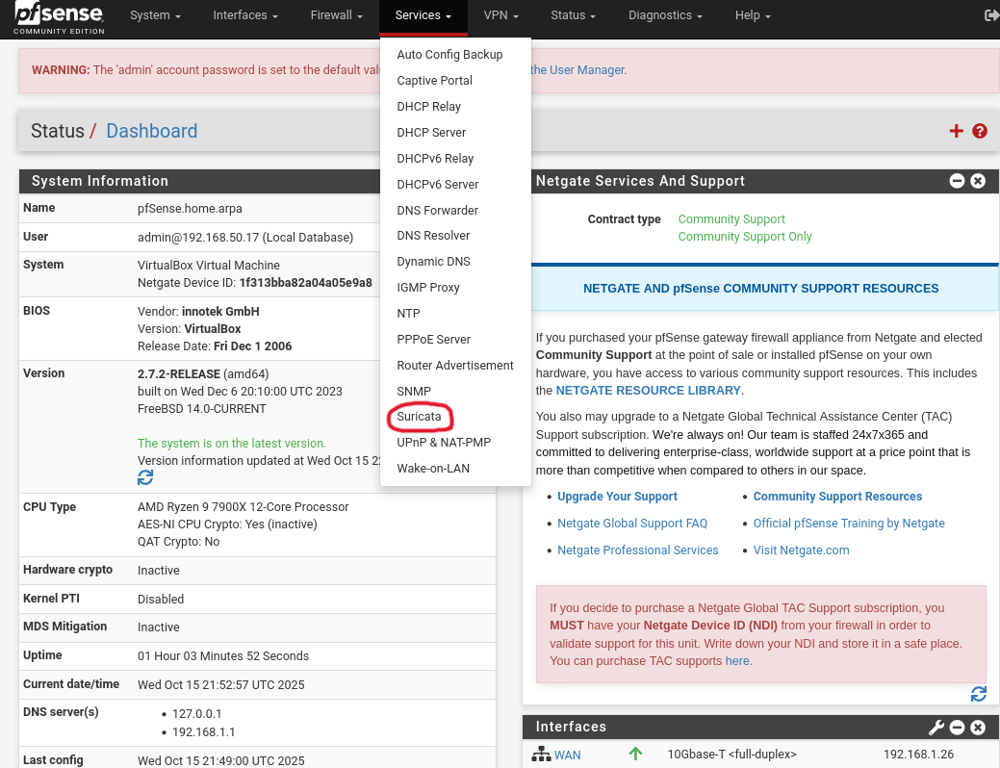 pfsense
COMMUNITY EDITION
System
Interfaces
Firewall
Services
VPN
Status
Diagnostics
Help
WARNING: The 'admin' account password is set to the default
the User Manager.
Auto Config Backup
Captive Portal
DHCP Relay
DHCP Server
DHCPv6 Relay
DHCPv6 Server
DNS Forwarder
DNS Resolver
Dynamic DNS
IGMP Proxy
NTP
PPPoE Server
Router Advertisement
SNMP
Suricata
UPnP & NAT-PMP
Wake-on-LAN
Status / Dashboard
System Information
Name pfSense.home.arpa
User admin@192.168.50.17 (Local Database)
System VirtualBox Virtual Machine
Netgate Device ID: 1f313bba82a04a05e9a8
BIOS Vendor: innotek GmbH
Version: VirtualBox
Release Date: Fri Dec 1 2006
Version 2.7.2-RELEASE (amd64)
built on Wed Dec 6 20:10:00 UTC 2023
FreeBSD 14.0-CURRENT
The system is on the latest version.
Version information updated at Wed Oct 15
CPU Type AMD Ryzen 9 7900X 12-Core Processor
AES-NI CPU Crypto: Yes (inactive)
QAT Crypto: No
Hardware crypto Inactive
Kernel PTI Disabled
MDS Mitigation Inactive
Uptime 01 Hour 03 Minutes 52 Seconds
Current date/time Wed Oct 15 21:52:57 UTC 2025
DNS server(s) • 127.0.0.1
• 192.168.1.1
Last config Wed Oct 15 21:49:00 UTC 2025
Netgate Services And Support
Contract type Community Support
Community Support Only
NETGATE AND pfSense COMMUNITY SUPPORT RESOURCES
If you purchased your pfSense gateway firewall appliance from Netgate and elected
Community Support at the point of sale or installed pfSense on your own
hardware, you have access to various community support resources. This includes
the NETGATE RESOURCE LIBRARY.
You also may upgrade to a Netgate Global Technical Assistance Center (TAC)
Support subscription. We're always on! Our team is staffed 24x7x365 and
committed to delivering enterprise-class, worldwide support at a price point that is
more than competitive when compared to others in our space.
• Upgrade Your Support • Community Support Resources
• Netgate Global Support FAQ • Official pfSense Training by Netgate
• Netgate Professional Services • Visit Netgate.com
If you decide to purchase a Netgate Global TAC Support subscription, you
MUST have your Netgate Device ID (NDI) from your firewall in order to
validate support for this unit. Write down your NDI and store it in a safe place.
You can purchase TAC supports here.
Interfaces
WAN 10Gbase-T <full-duplex> 192.168.1.26